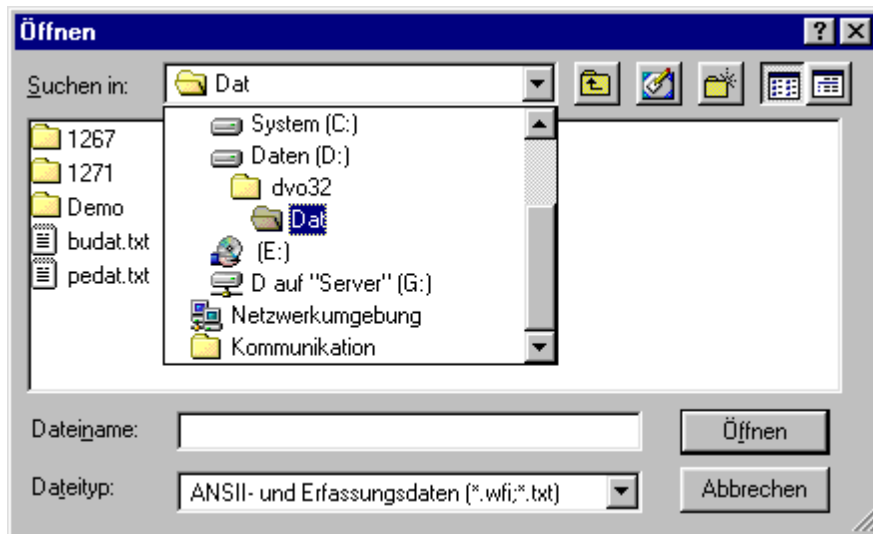 Öffnen
Suchen in:
Dat
1267
1271
Demo
budat.txt
pedat.txt
System (C:)
Daten (D:)
dvo32
Dat
(E:)
D auf "Server" (G:)
Netzwerkumgebung
Kommunikation
Dateiname:
Öffnen
Dateityp:
ANSII- und Erfassungsdaten (*.wfi;*.txt)
Abbrechen